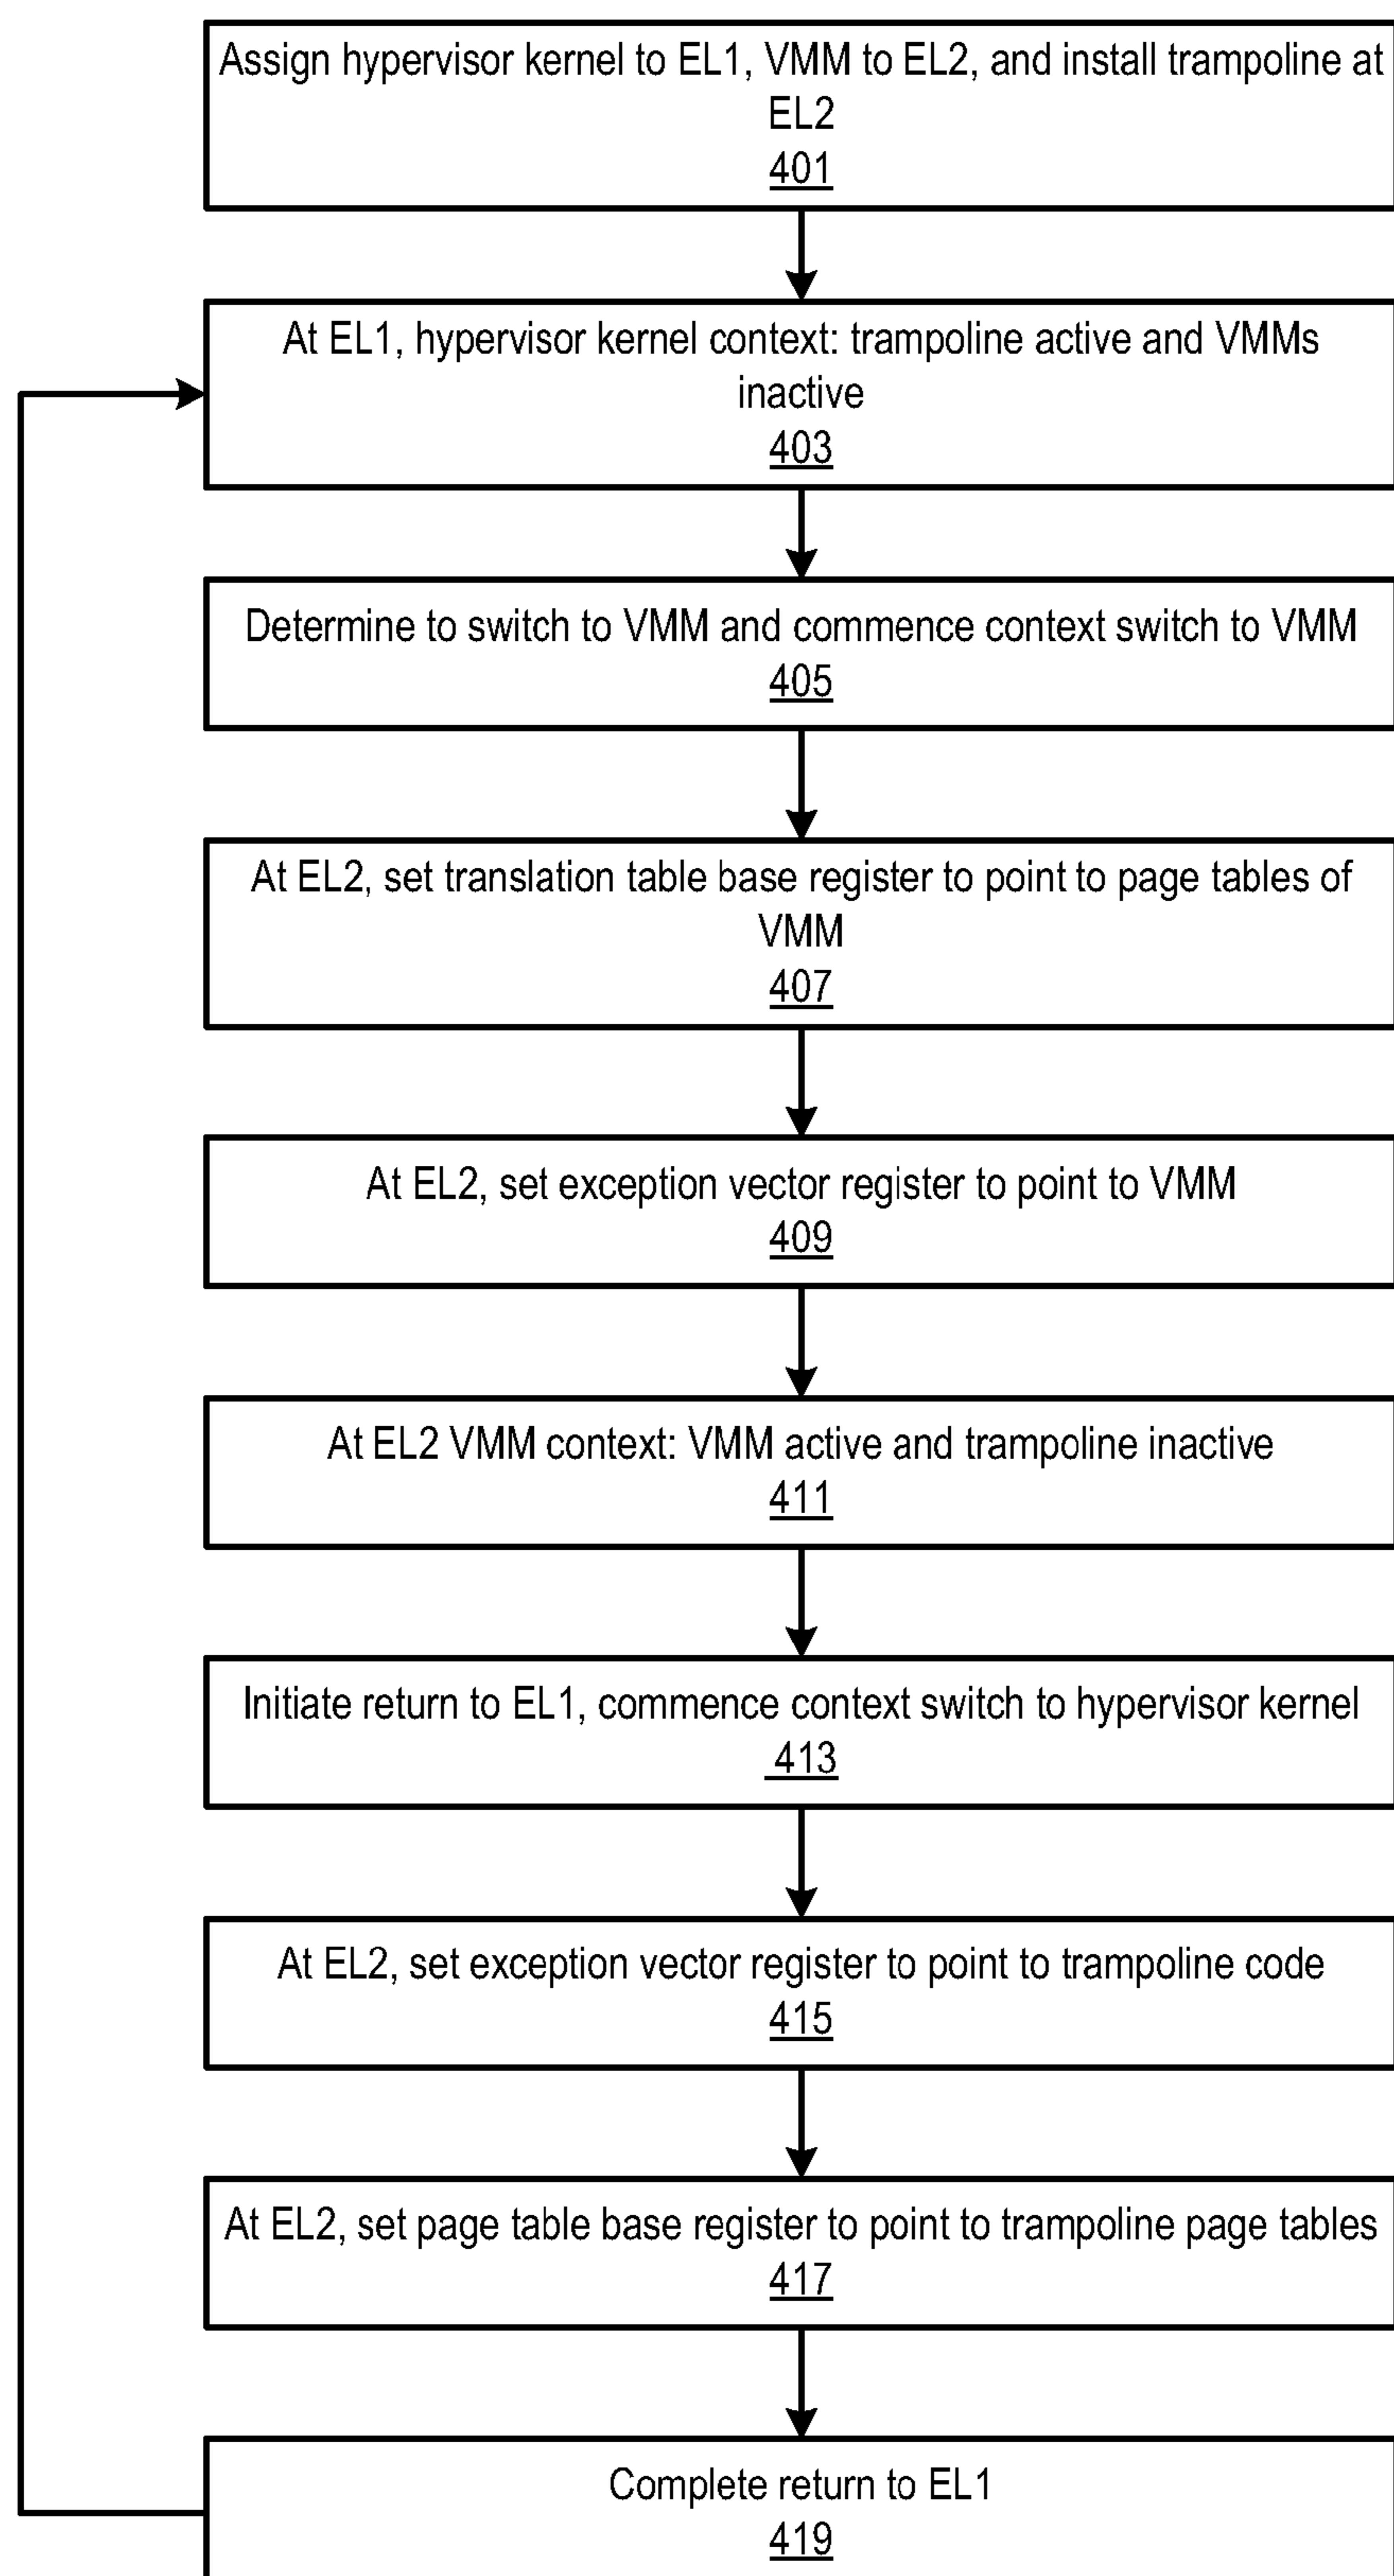 Assign hypervisor kernel to EL1, VMM to EL2, and install trampoline at
EL2
401
At EL1, hypervisor kernel context: trampoline active and VMMs
inactive
403
Determine to switch to VMM and commence context switch to VMM
405
At EL2, set translation table base register to point to page tables of
VMM
407
At EL2, set exception vector register to point to VMM
409
At EL2 VMM context: VMM active and trampoline inactive
411
Initiate return to EL1, commence context switch to hypervisor kernel
413
At EL2, set exception vector register to point to trampoline code
415
At EL2, set page table base register to point to trampoline page tables
417
Complete return to EL1
419